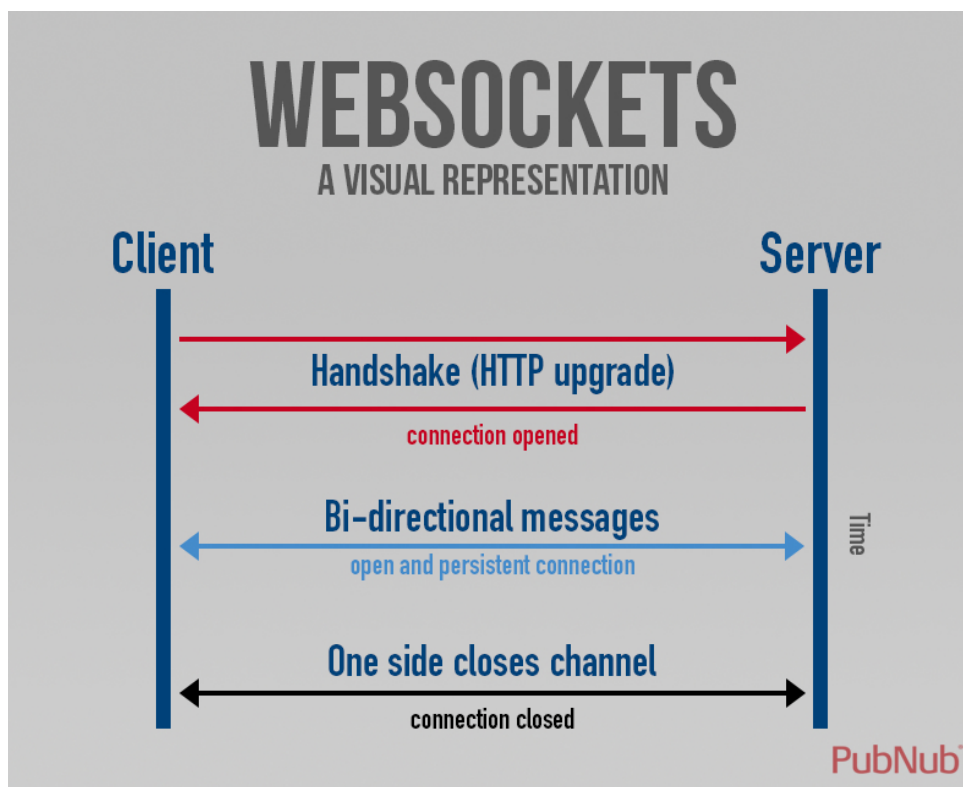 WEBSOCKETS
A VISUAL REPRESENTATION
Client
Server
Handshake (HTTP upgrade)
connection opened
Bi-directional messages
open and persistent connection
Time
One side closes channel
connection closed
PubNub